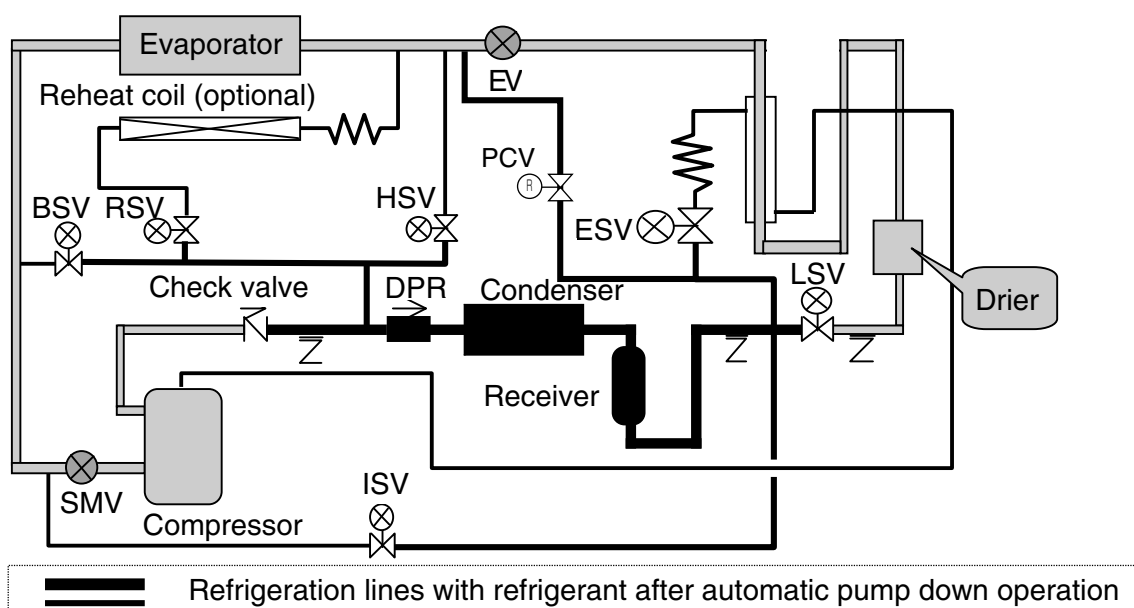 Evaporator
EV
Reheat coil (optional)
PCV
R
BSV
RSV
HSV
ESV
Check valve
DPR
Condenser
LSV
Drier
Receiver
SMV
ISV
Compressor
Refrigeration lines with refrigerant after automatic pump down operation